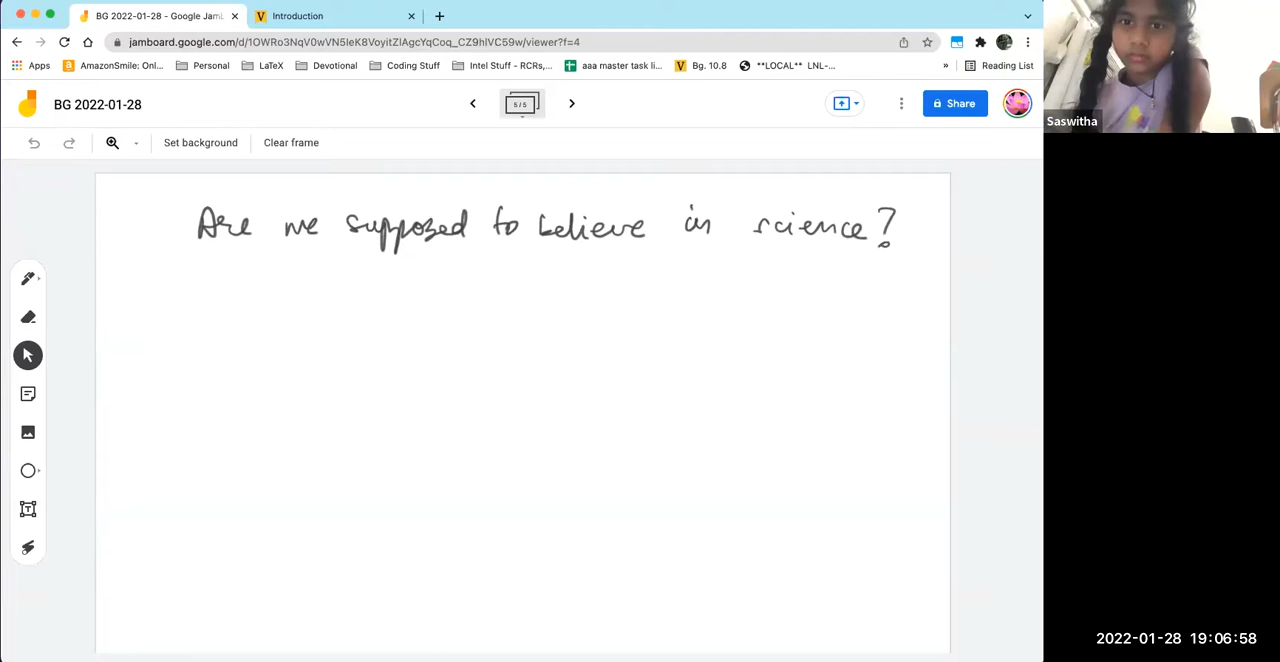 BG 2022-01-28 - Google Jam
Introduction
jamboard.google.com/d/1OWRo3NqV0wVN5IeK8VoyitZlAgcYqCoq_CZ9hlVC59w/viewer?f=4
Apps AmazonSmile: Onl... Personal LaTeX Devotional Coding Stuff Intel Stuff - RCRs,... aaa master task li... Bg. 10.8 **LOCAL** LNL-... » Reading List
BG 2022-01-28
5/5
Share
Set background Clear frame
Saswitha
Are we supposed to believe in science?
2022-01-28 19:06:58